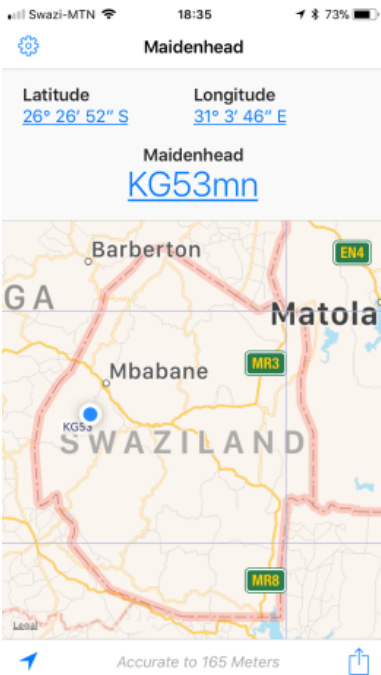 Swazi-MTN 18:35 73%
Maidenhead
Latitude Longitude
26° 26′ 52″ S 31° 3′ 46″ E
Maidenhead
KG53mn
Barberton
EN4
GA
Matola
MR3
Mbabane
KG53
SWAZILAND
MR8
Legal
Accurate to 165 Meters